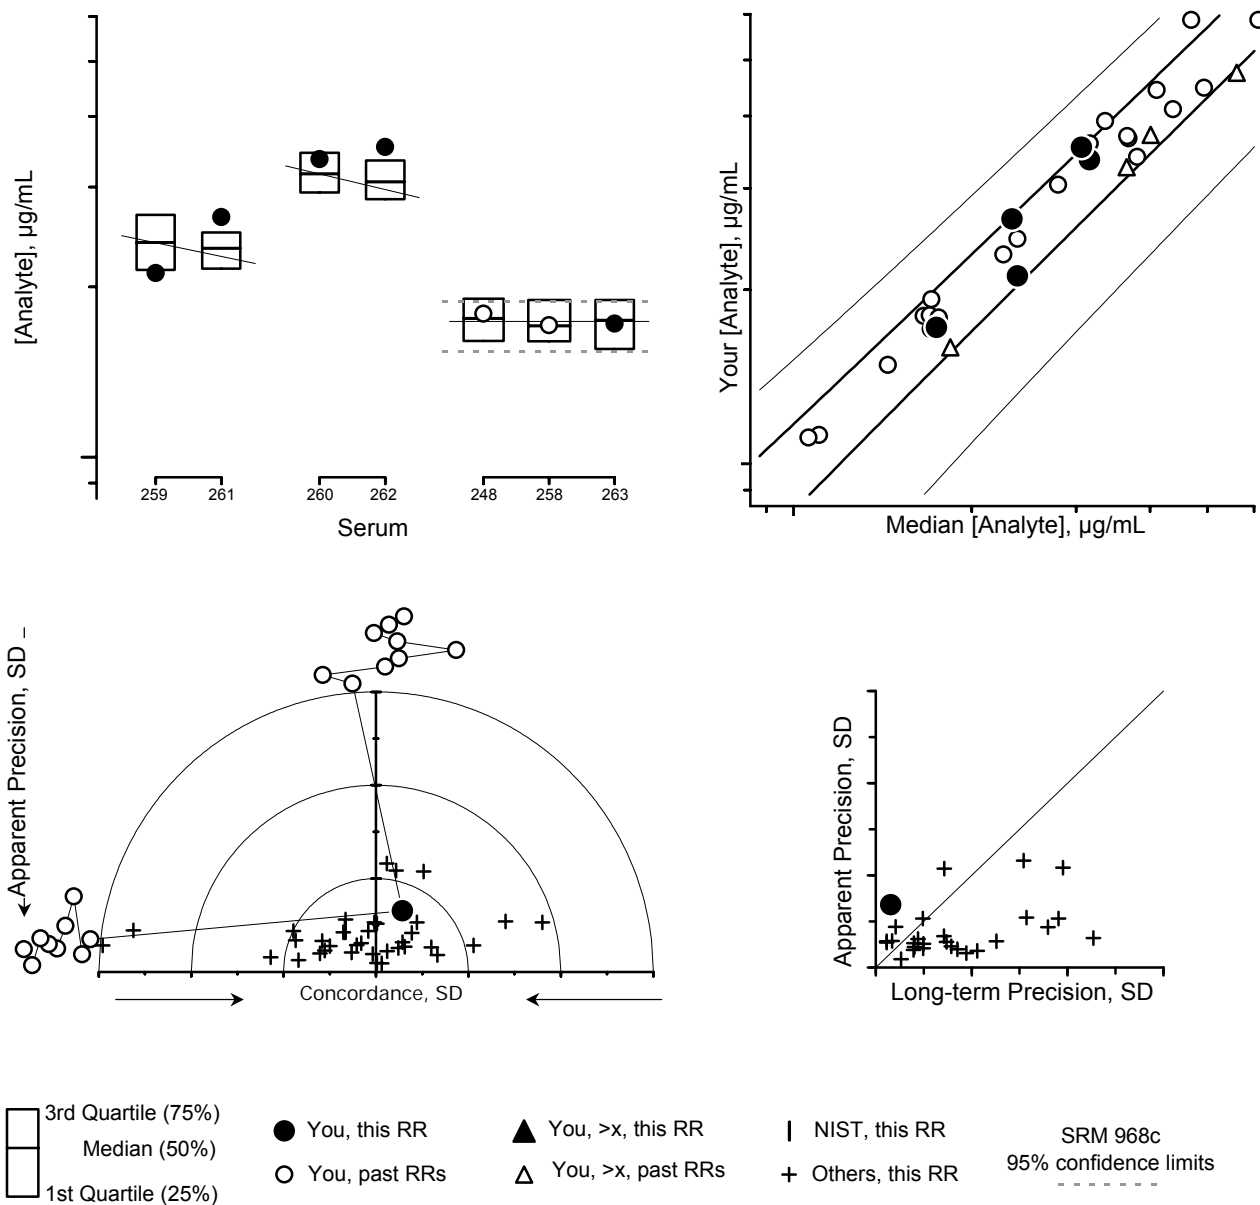 [Analyte], µg/mL
259
261
260
262
248
258
263
Serum
Your [Analyte], µg/mL
Median [Analyte], µg/mL
Apparent Precision, SD
Concordance, SD
Apparent Precision, SD
Long-term Precision, SD
3rd Quartile (75%)
Median (50%)
1st Quartile (25%)
You, this RR
You, past RRs
You, >x, this RR
You, >x, past RRs
NIST, this RR
Others, this RR
SRM 968c
95% confidence limits